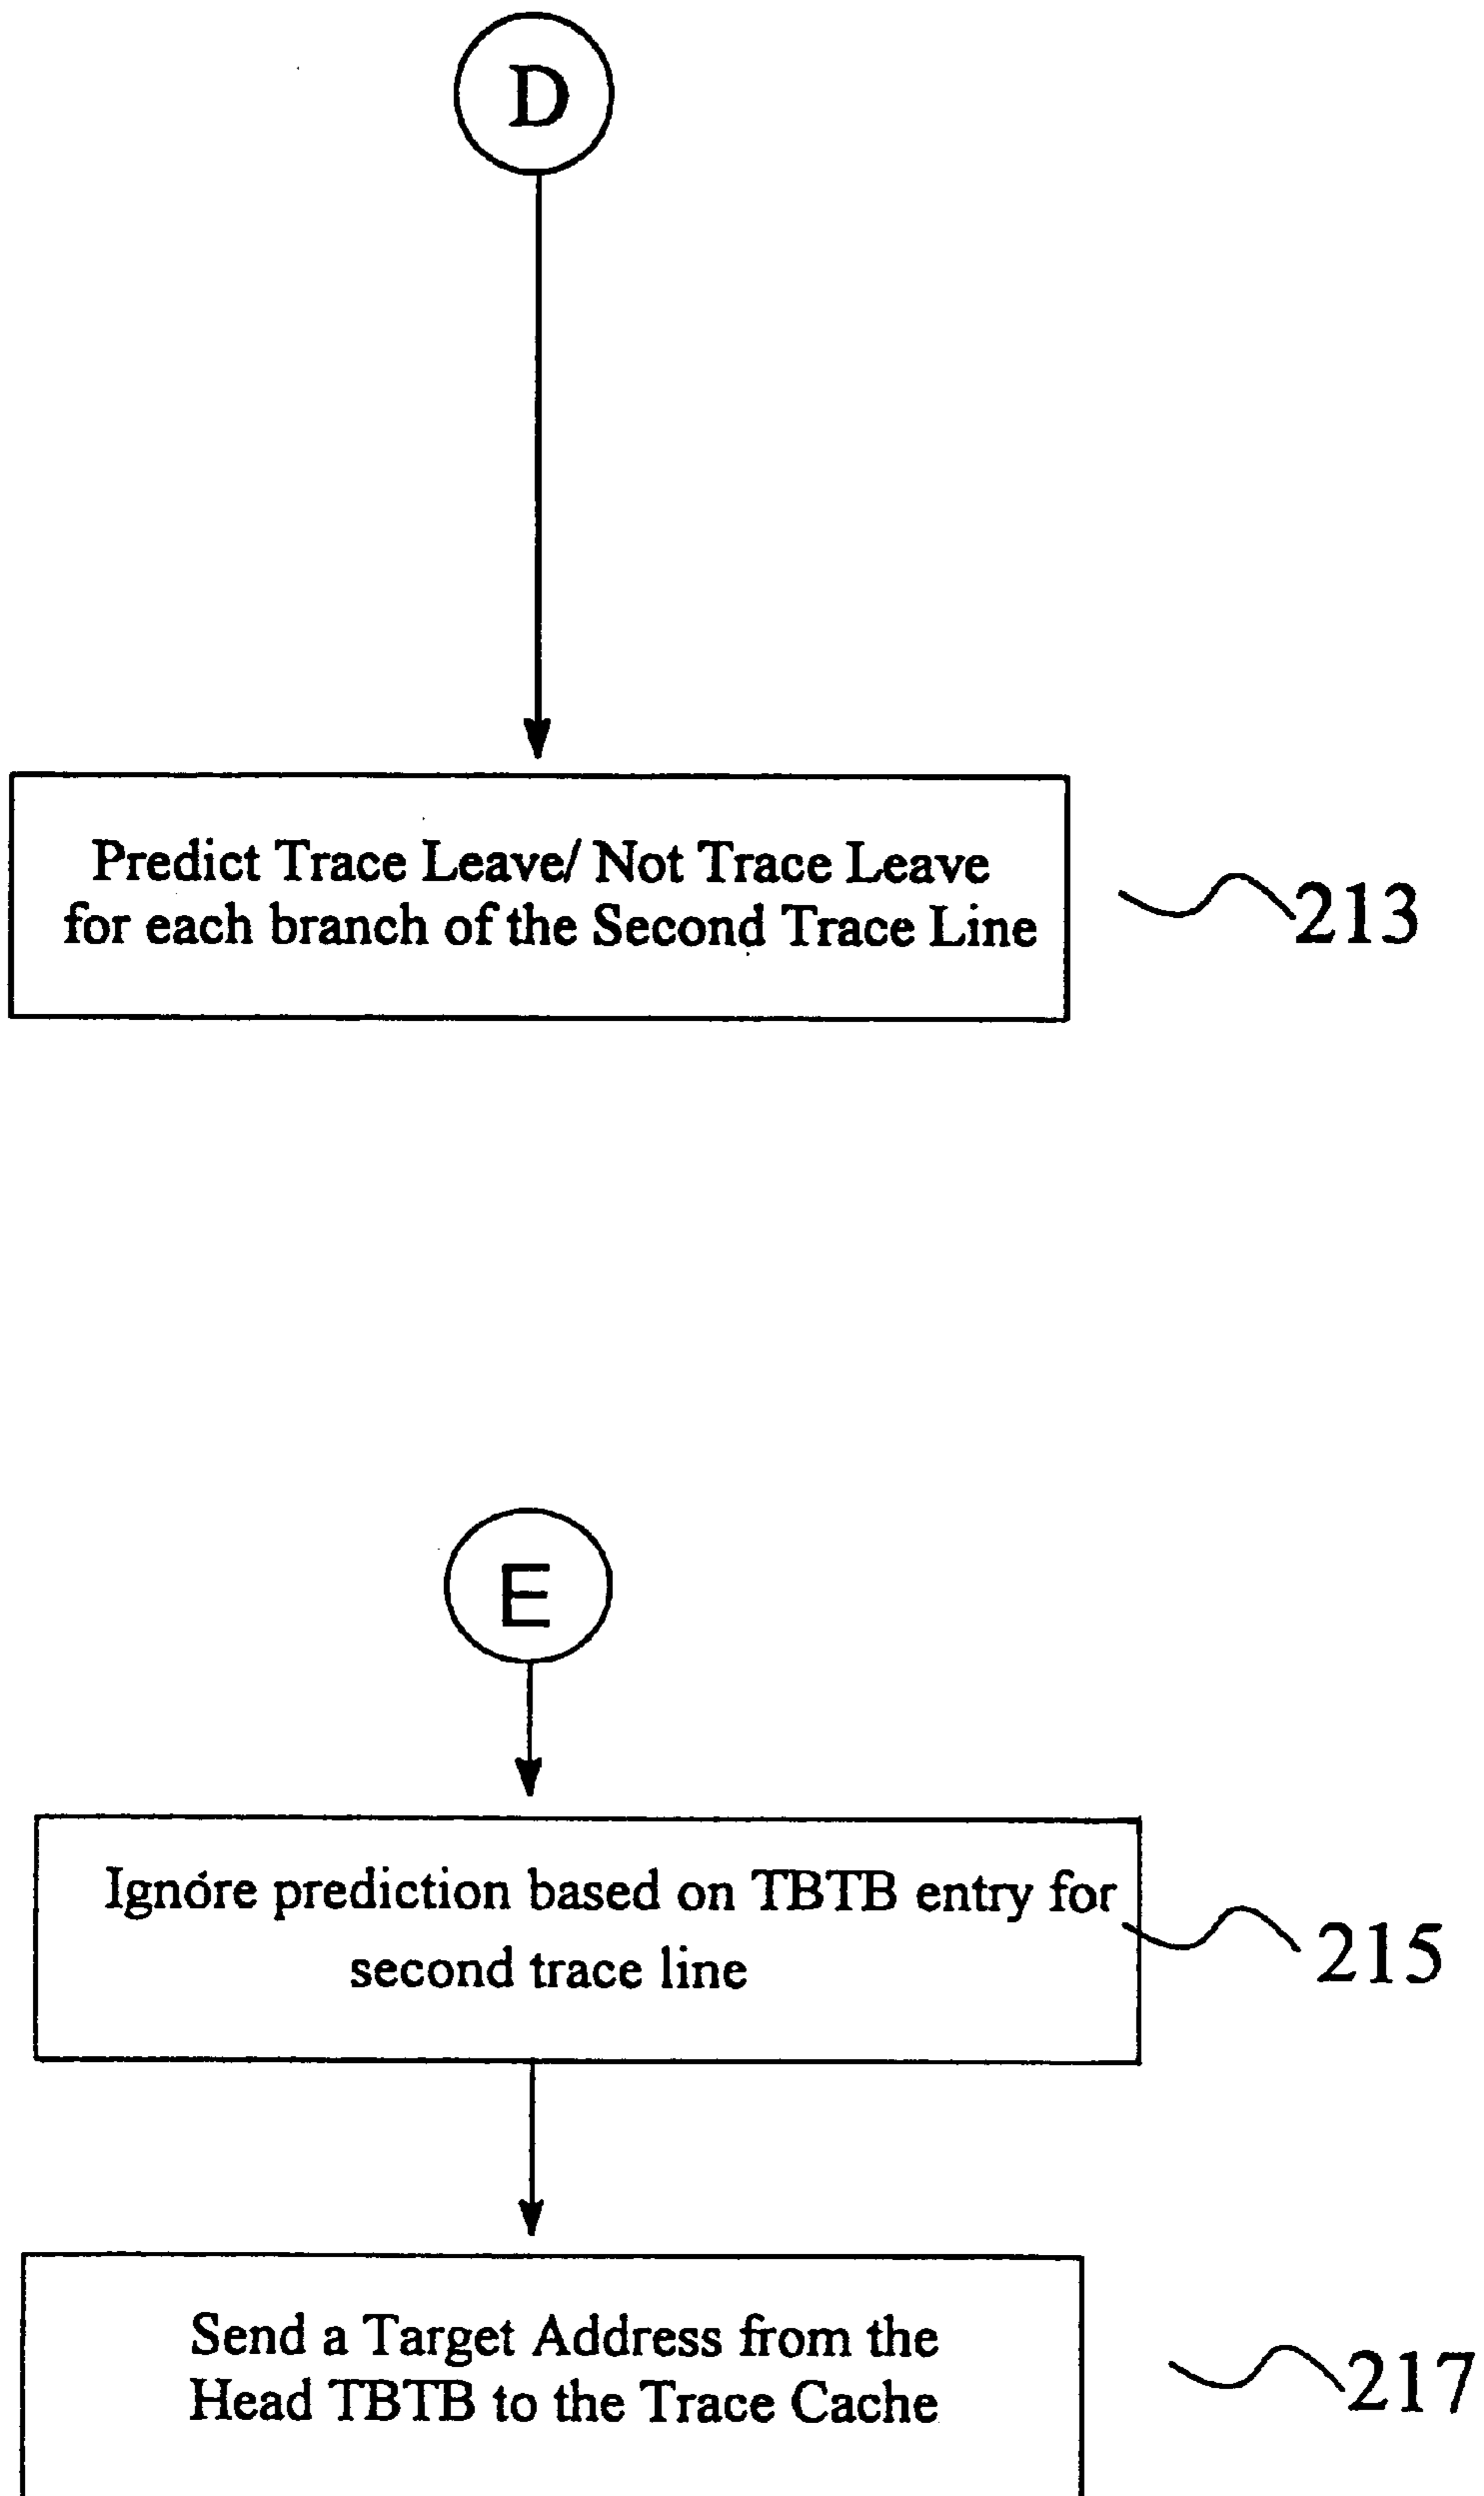 D
Predict Trace Leave/ Not Trace Leave
for each branch of the Second Trace Line
213
E
Ignóre prediction based on TBTB entry for
second trace line
215
Send a Target Address from the
Head TBTB to the Trace Cache
217